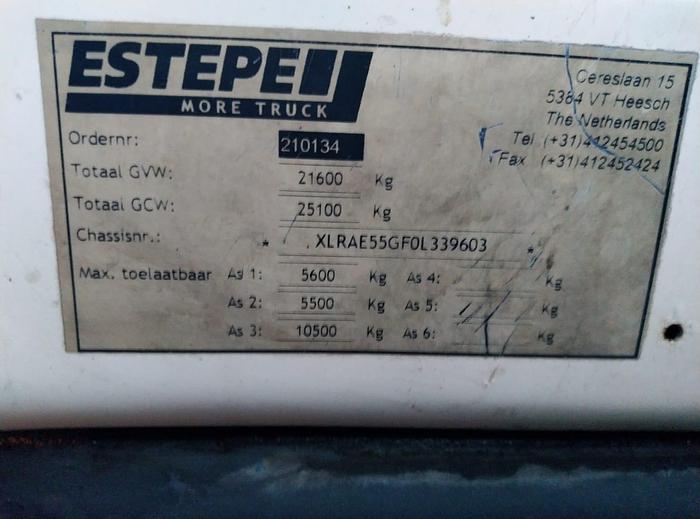 ESTEPE
MORE TRUCK
Cereslaan 15
5384 VT Heesch
The Netherlands
Tel (+31)412454500
Fax (+31)412452424
Ordernr: 210134
Totaal GVW: 21600 Kg
Totaal GCW: 25100 Kg
Chassisnr.: * XLRAE55GF0L339603 *
Max. toelaatbaar As 1: 5600 Kg As 4: Kg
As 2: 5500 Kg As 5: Kg
As 3: 10500 Kg As 6: Kg